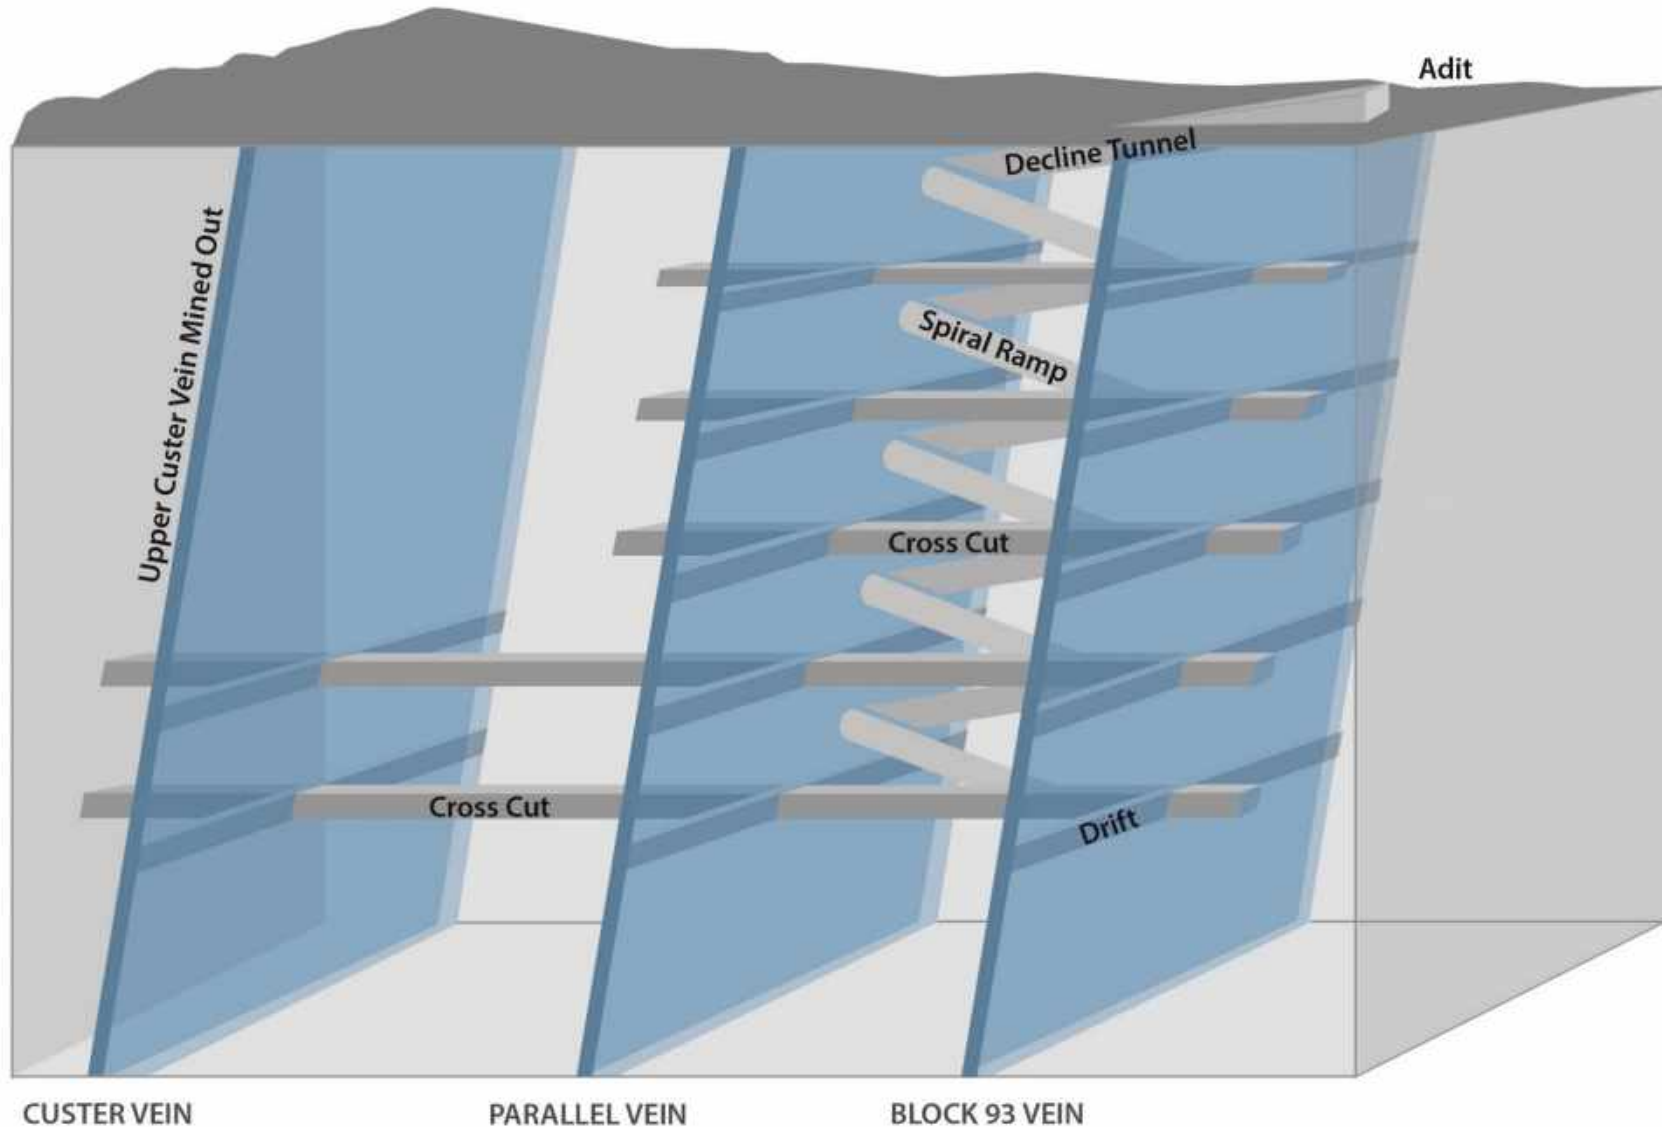 Adit
Decline Tunnel
Upper Custer Vein Mined Out
Spiral Ramp
Cross Cut
Cross Cut
Drift
CUSTER VEIN
PARALLEL VEIN
BLOCK 93 VEIN